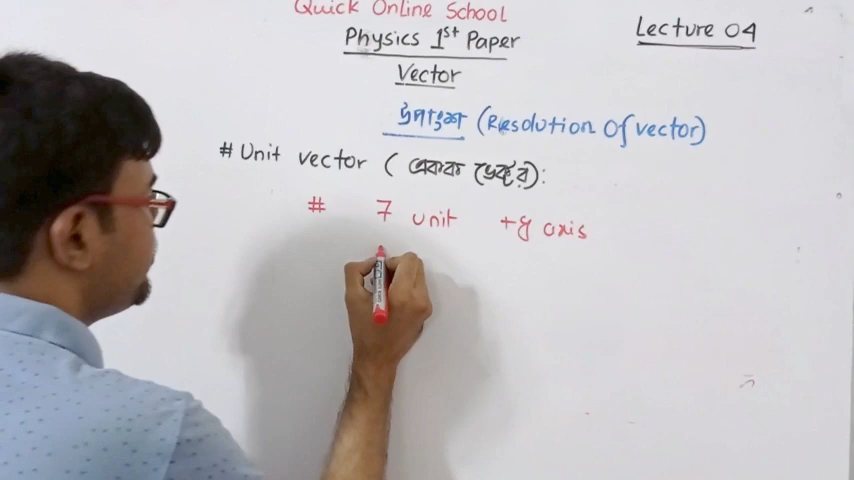 Quick Online School
Physics 1st Paper
Lecture 04
Vector
উপাংশ (Resolution Of vector)
# Unit vector ( একক ভেক্টর):
# 7 unit +y axis